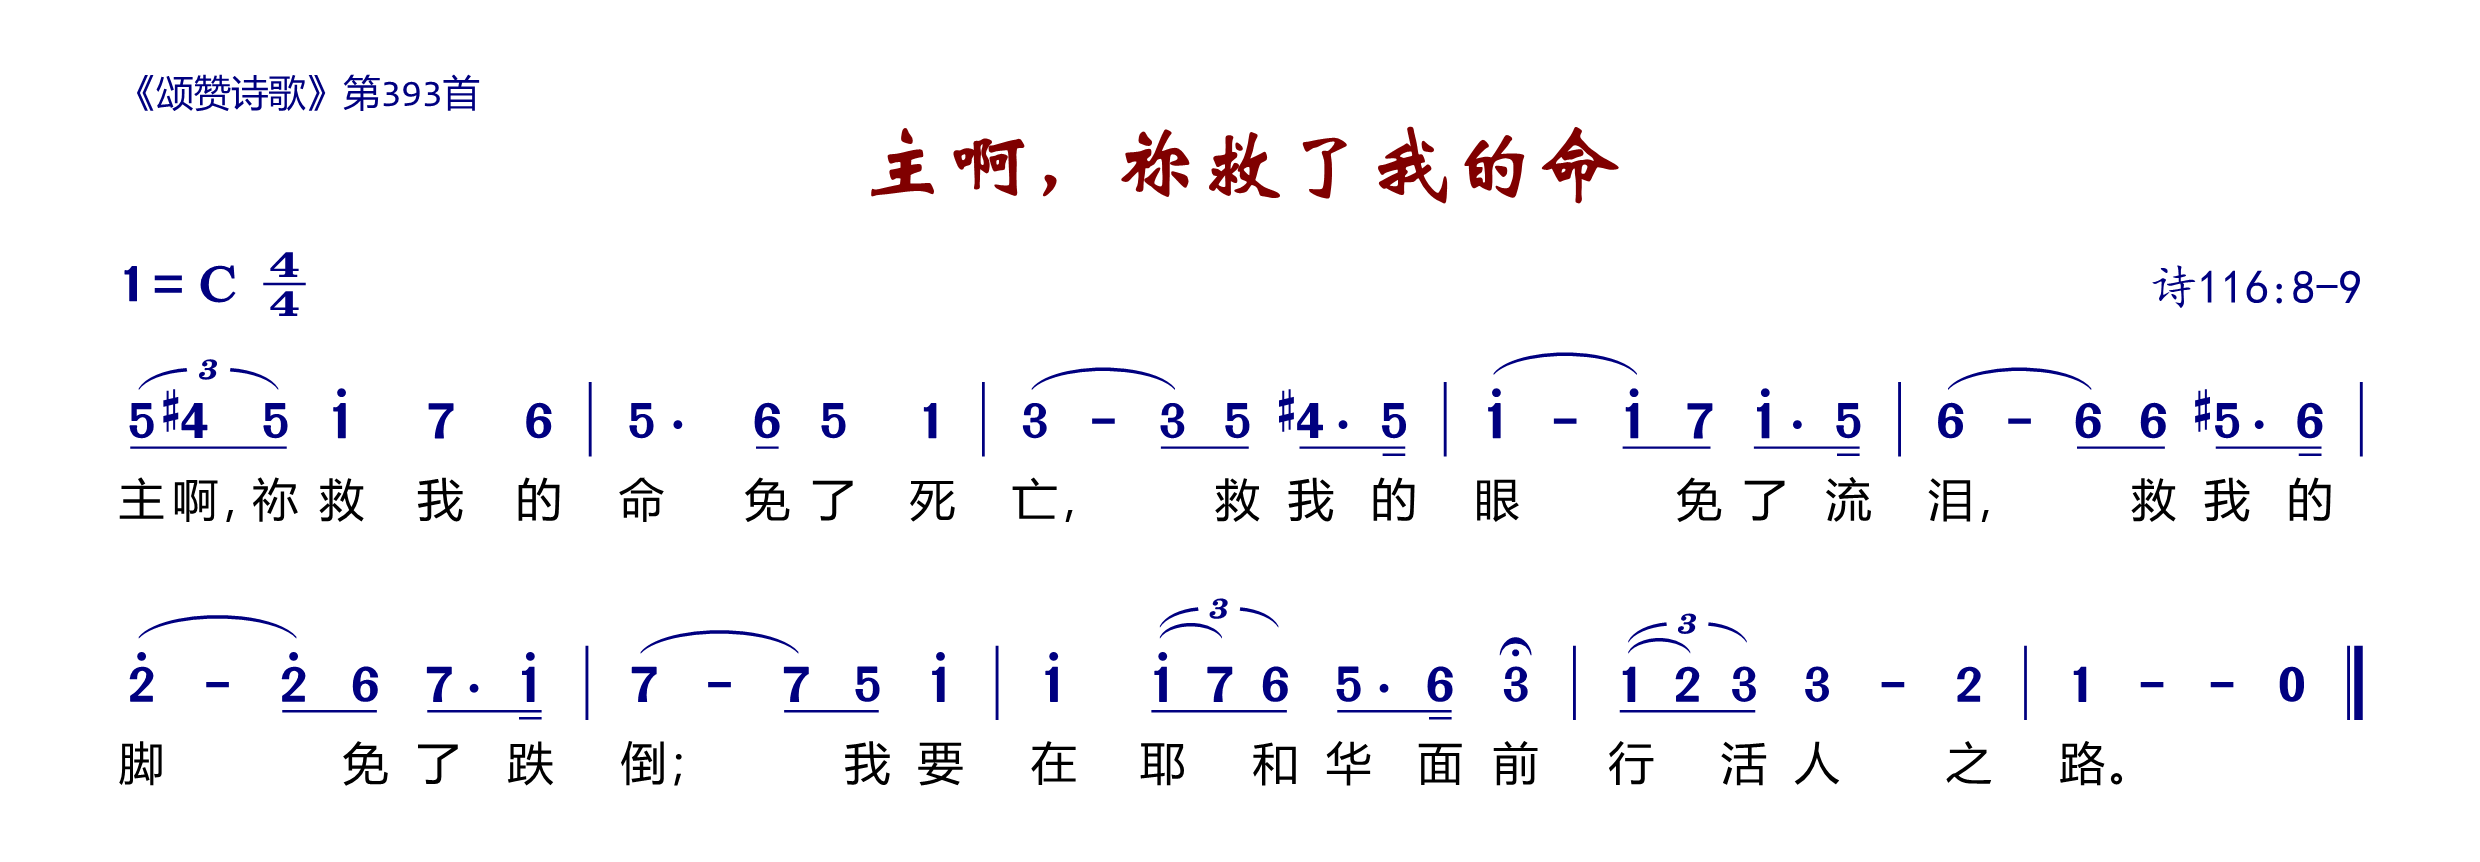 《颂赞诗歌》第393首
主啊，祢救了我的命
1=C 4/4
诗116:8-9
3
5 #4 5 i 7 6 | 5 · 6 5 1 | 3 - 3 5 #4 · 5 | i - i 7 i · 5 | 6 - 6 6 #5 · 6 |
主啊, 祢救 我 的 命 免了 死 亡, 救我的 眼 免了流 泪, 救我的
3 3
2̇ - 2̇ 6 7 · i | 7 - 7 5 i | i i 7 6 5 · 6 3 | 1 2 3 3 - 2 | 1 - - 0 ‖
脚 免了跌 倒; 我要 在 耶 和华面前 行 活人 之 路。